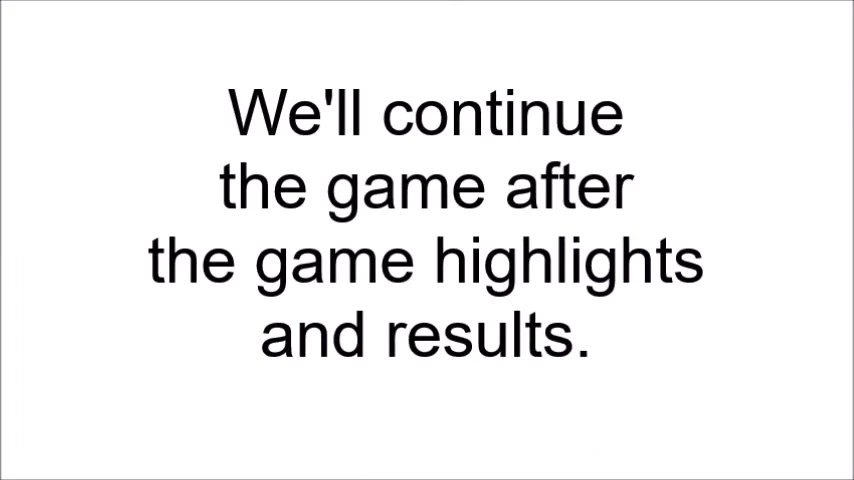 We'll continue
the game after
the game highlights
and results.